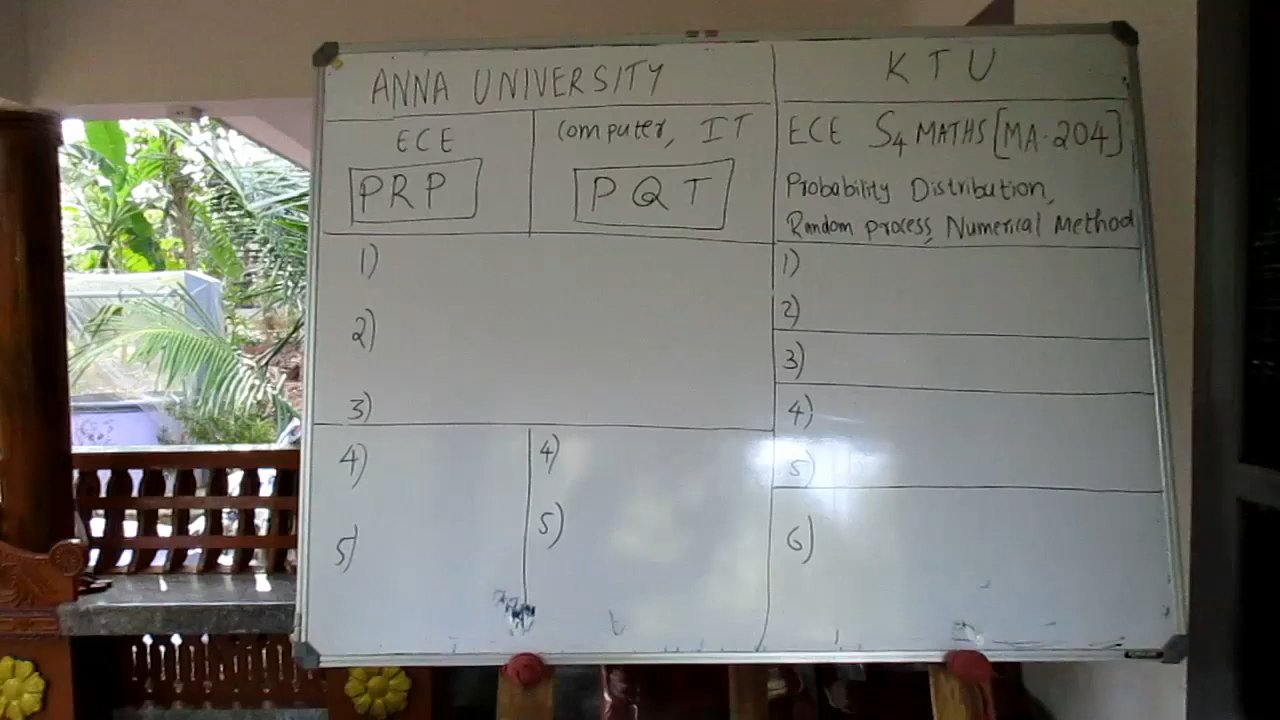 ANNA UNIVERSITY
ECE
PRP
Computer, IT
PQT
1)
2)
3)
4)
5)
4)
5)
KTU
ECE S4 MATHS [MA-204]
Probability Distribution,
Random process, Numerical Method
1)
2)
3)
4)
5)
6)